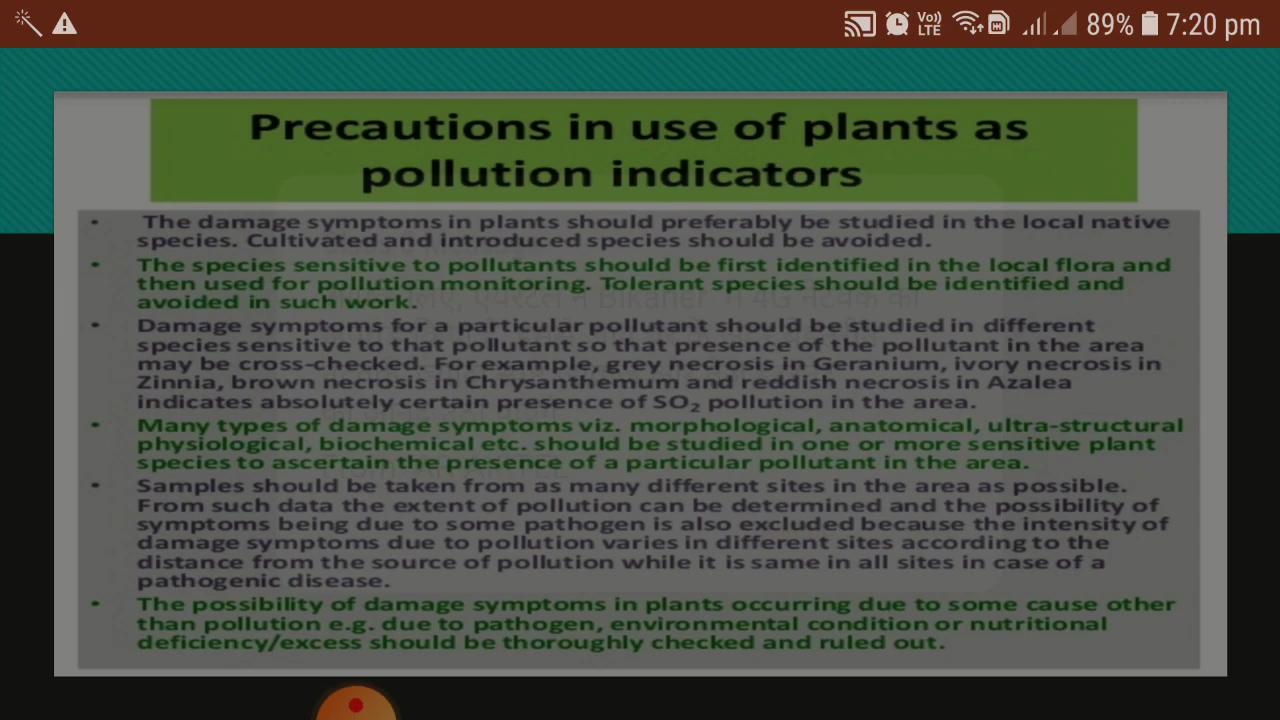 Vo)) LTE 89% 7:20 pm
Precautions in use of plants as
pollution indicators
• The damage symptoms in plants should preferably be studied in the local native
species. Cultivated and introduced species should be avoided.
• The species sensitive to pollutants should be first identified in the local flora and
then used for pollution monitoring. Tolerant species should be identified and
avoided in such work.
Bikaner 4G
• Damage symptoms for a particular pollutant should be studied in different
species sensitive to that pollutant so that presence of the pollutant in the area
may be cross-checked. For example, grey necrosis in Geranium, ivory necrosis in
Zinnia, brown necrosis in Chrysanthemum and reddish necrosis in Azalea
indicates absolutely certain presence of SO₂ pollution in the area.
• Many types of damage symptoms viz. morphological, anatomical, ultra-structural
physiological, biochemical etc. should be studied in one or more sensitive plant
species to ascertain the presence of a particular pollutant in the area.
• Samples should be taken from as many different sites in the area as possible.
From such data the extent of pollution can be determined and the possibility of
symptoms being due to some pathogen is also excluded because the intensity of
damage symptoms due to pollution varies in different sites according to the
distance from the source of pollution while it is same in all sites in case of a
pathogenic disease.
• The possibility of damage symptoms in plants occurring due to some cause other
than pollution e.g. due to pathogen, environmental condition or nutritional
deficiency/excess should be thoroughly checked and ruled out.